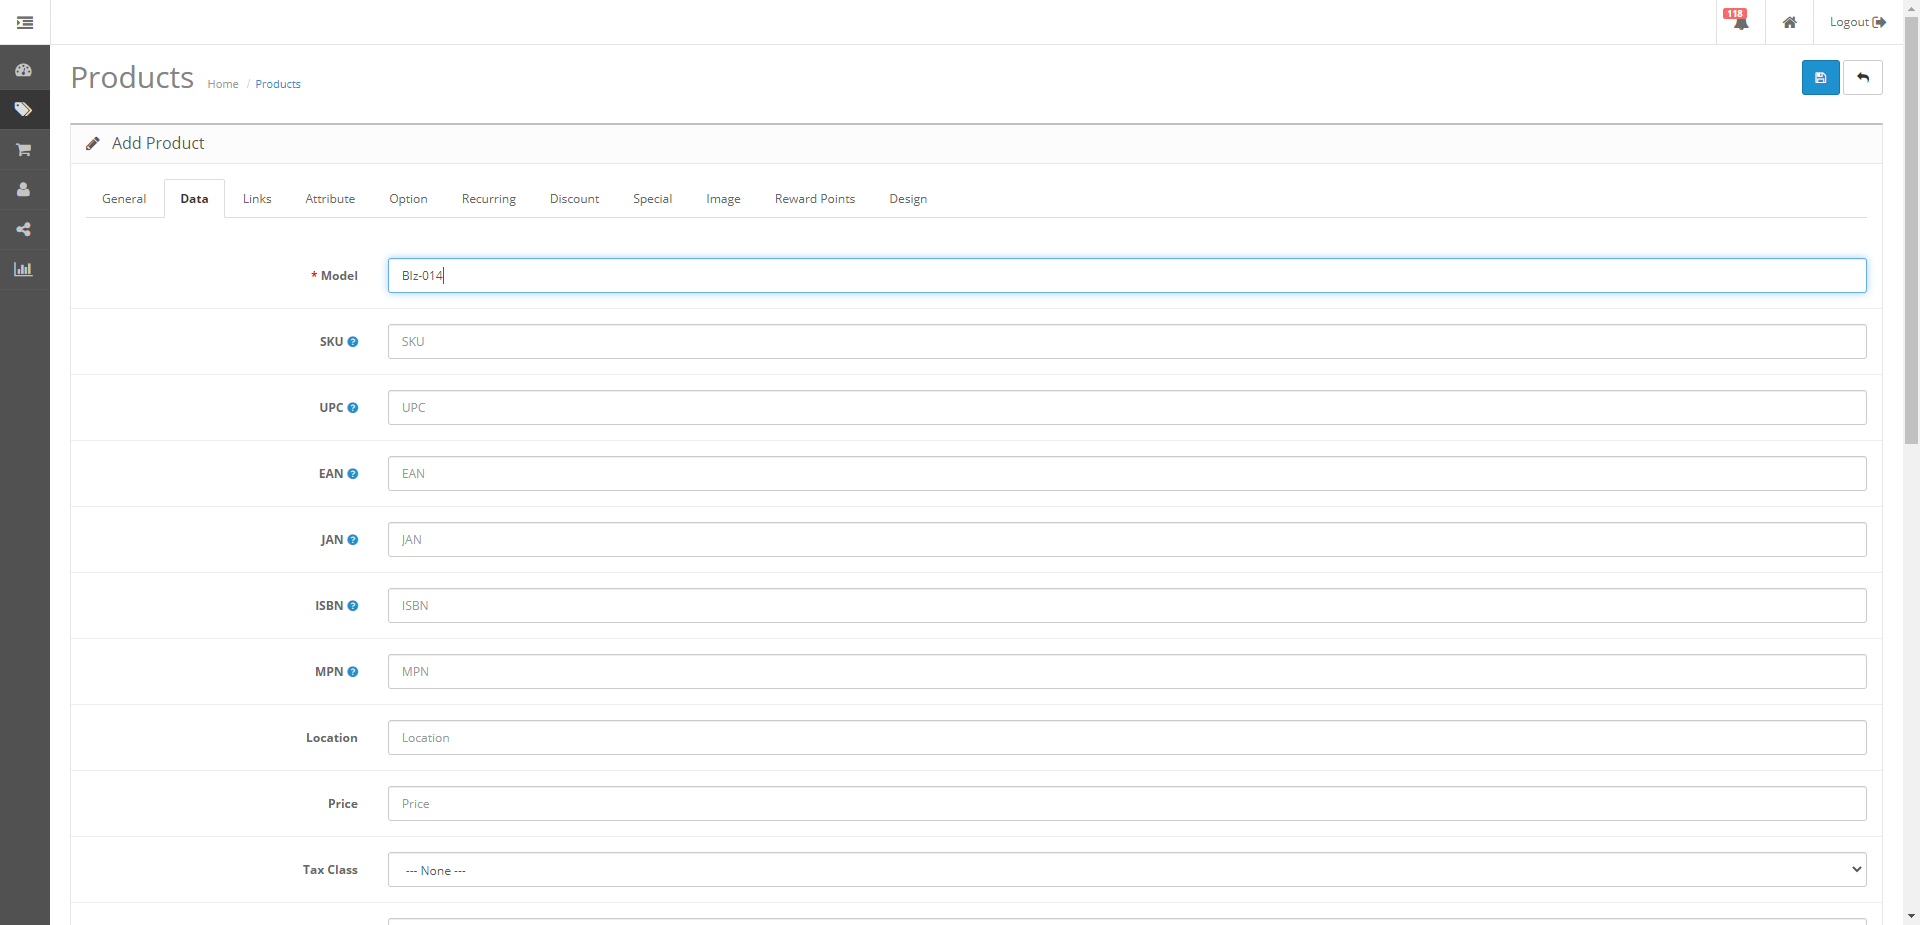 118
Logout
Products
Home / Products
Add Product
General Data Links Attribute Option Recurring Discount Special Image Reward Points Design
* Model Blz-014
SKU SKU
UPC UPC
EAN EAN
JAN JAN
ISBN ISBN
MPN MPN
Location Location
Price Price
Tax Class --- None ---